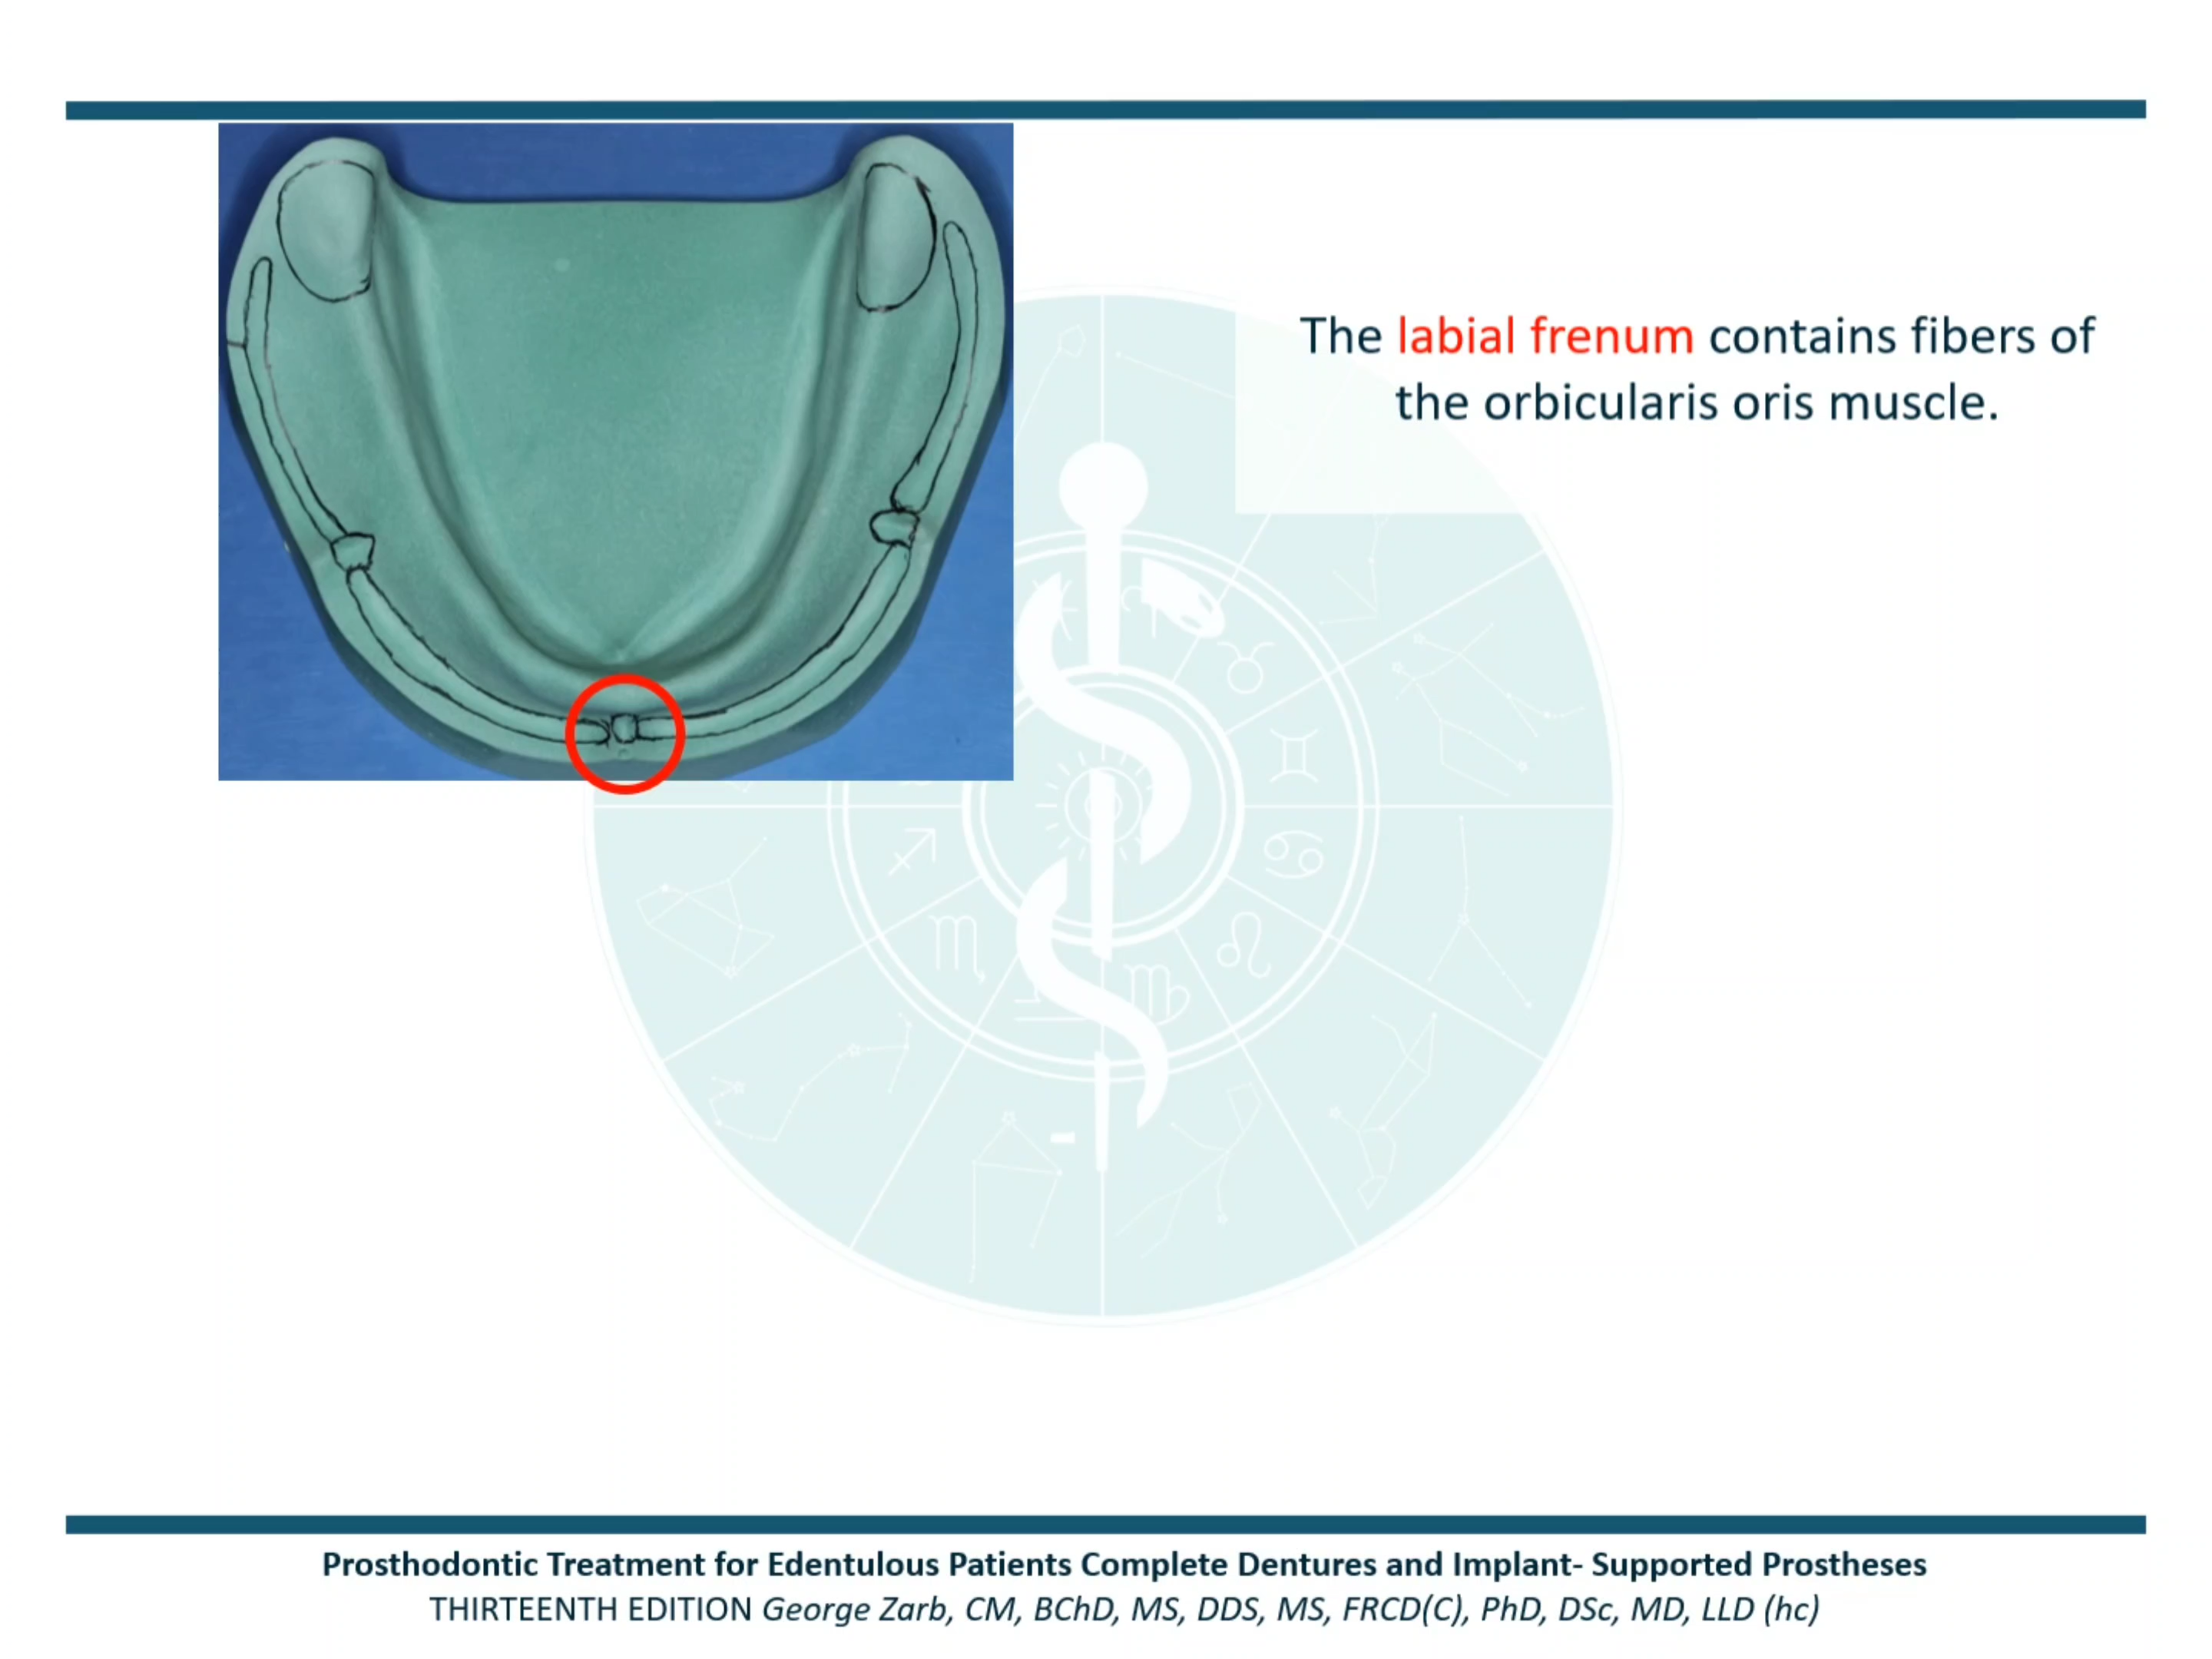 The labial frenum contains fibers of
the orbicularis oris muscle.
Prosthodontic Treatment for Edentulous Patients Complete Dentures and Implant- Supported Prostheses
THIRTEENTH EDITION George Zarb, CM, BChD, MS, DDS, MS, FRCD(C), PhD, DSc, MD, LLD (hc)